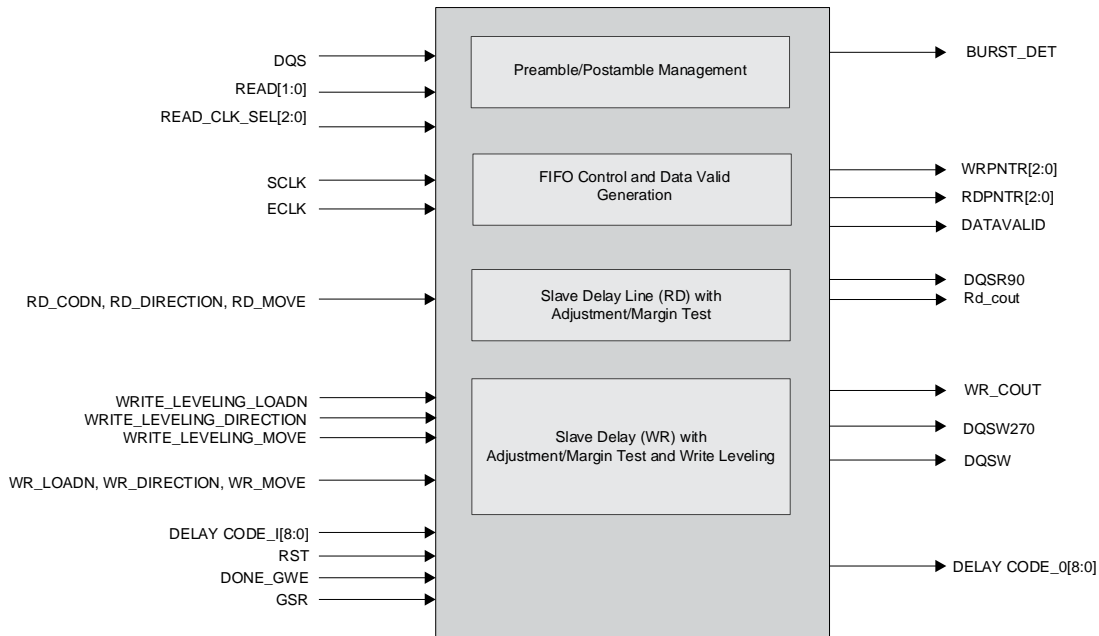 DQS
READ[1:0]
READ_CLK_SEL[2:0]
SCLK
ECLK
RD_CODN, RD_DIRECTION, RD_MOVE
WRITE_LEVELING_LOADN
WRITE_LEVELING_DIRECTION
WRITE_LEVELING_MOVE
WR_LOADN, WR_DIRECTION, WR_MOVE
DELAY CODE_I[8:0]
RST
DONE_GWE
GSR
Preamble/Postamble Management
FIFO Control and Data Valid
Generation
Slave Delay Line (RD) with
Adjustment/Margin Test
Slave Delay (WR) with
Adjustment/Margin Test and Write Leveling
BURST_DET
WRPNTR[2:0]
RDPNTR[2:0]
DATAVALID
DQSR90
Rd_cout
WR_COUT
DQSW270
DQSW
DELAY CODE_0[8:0]